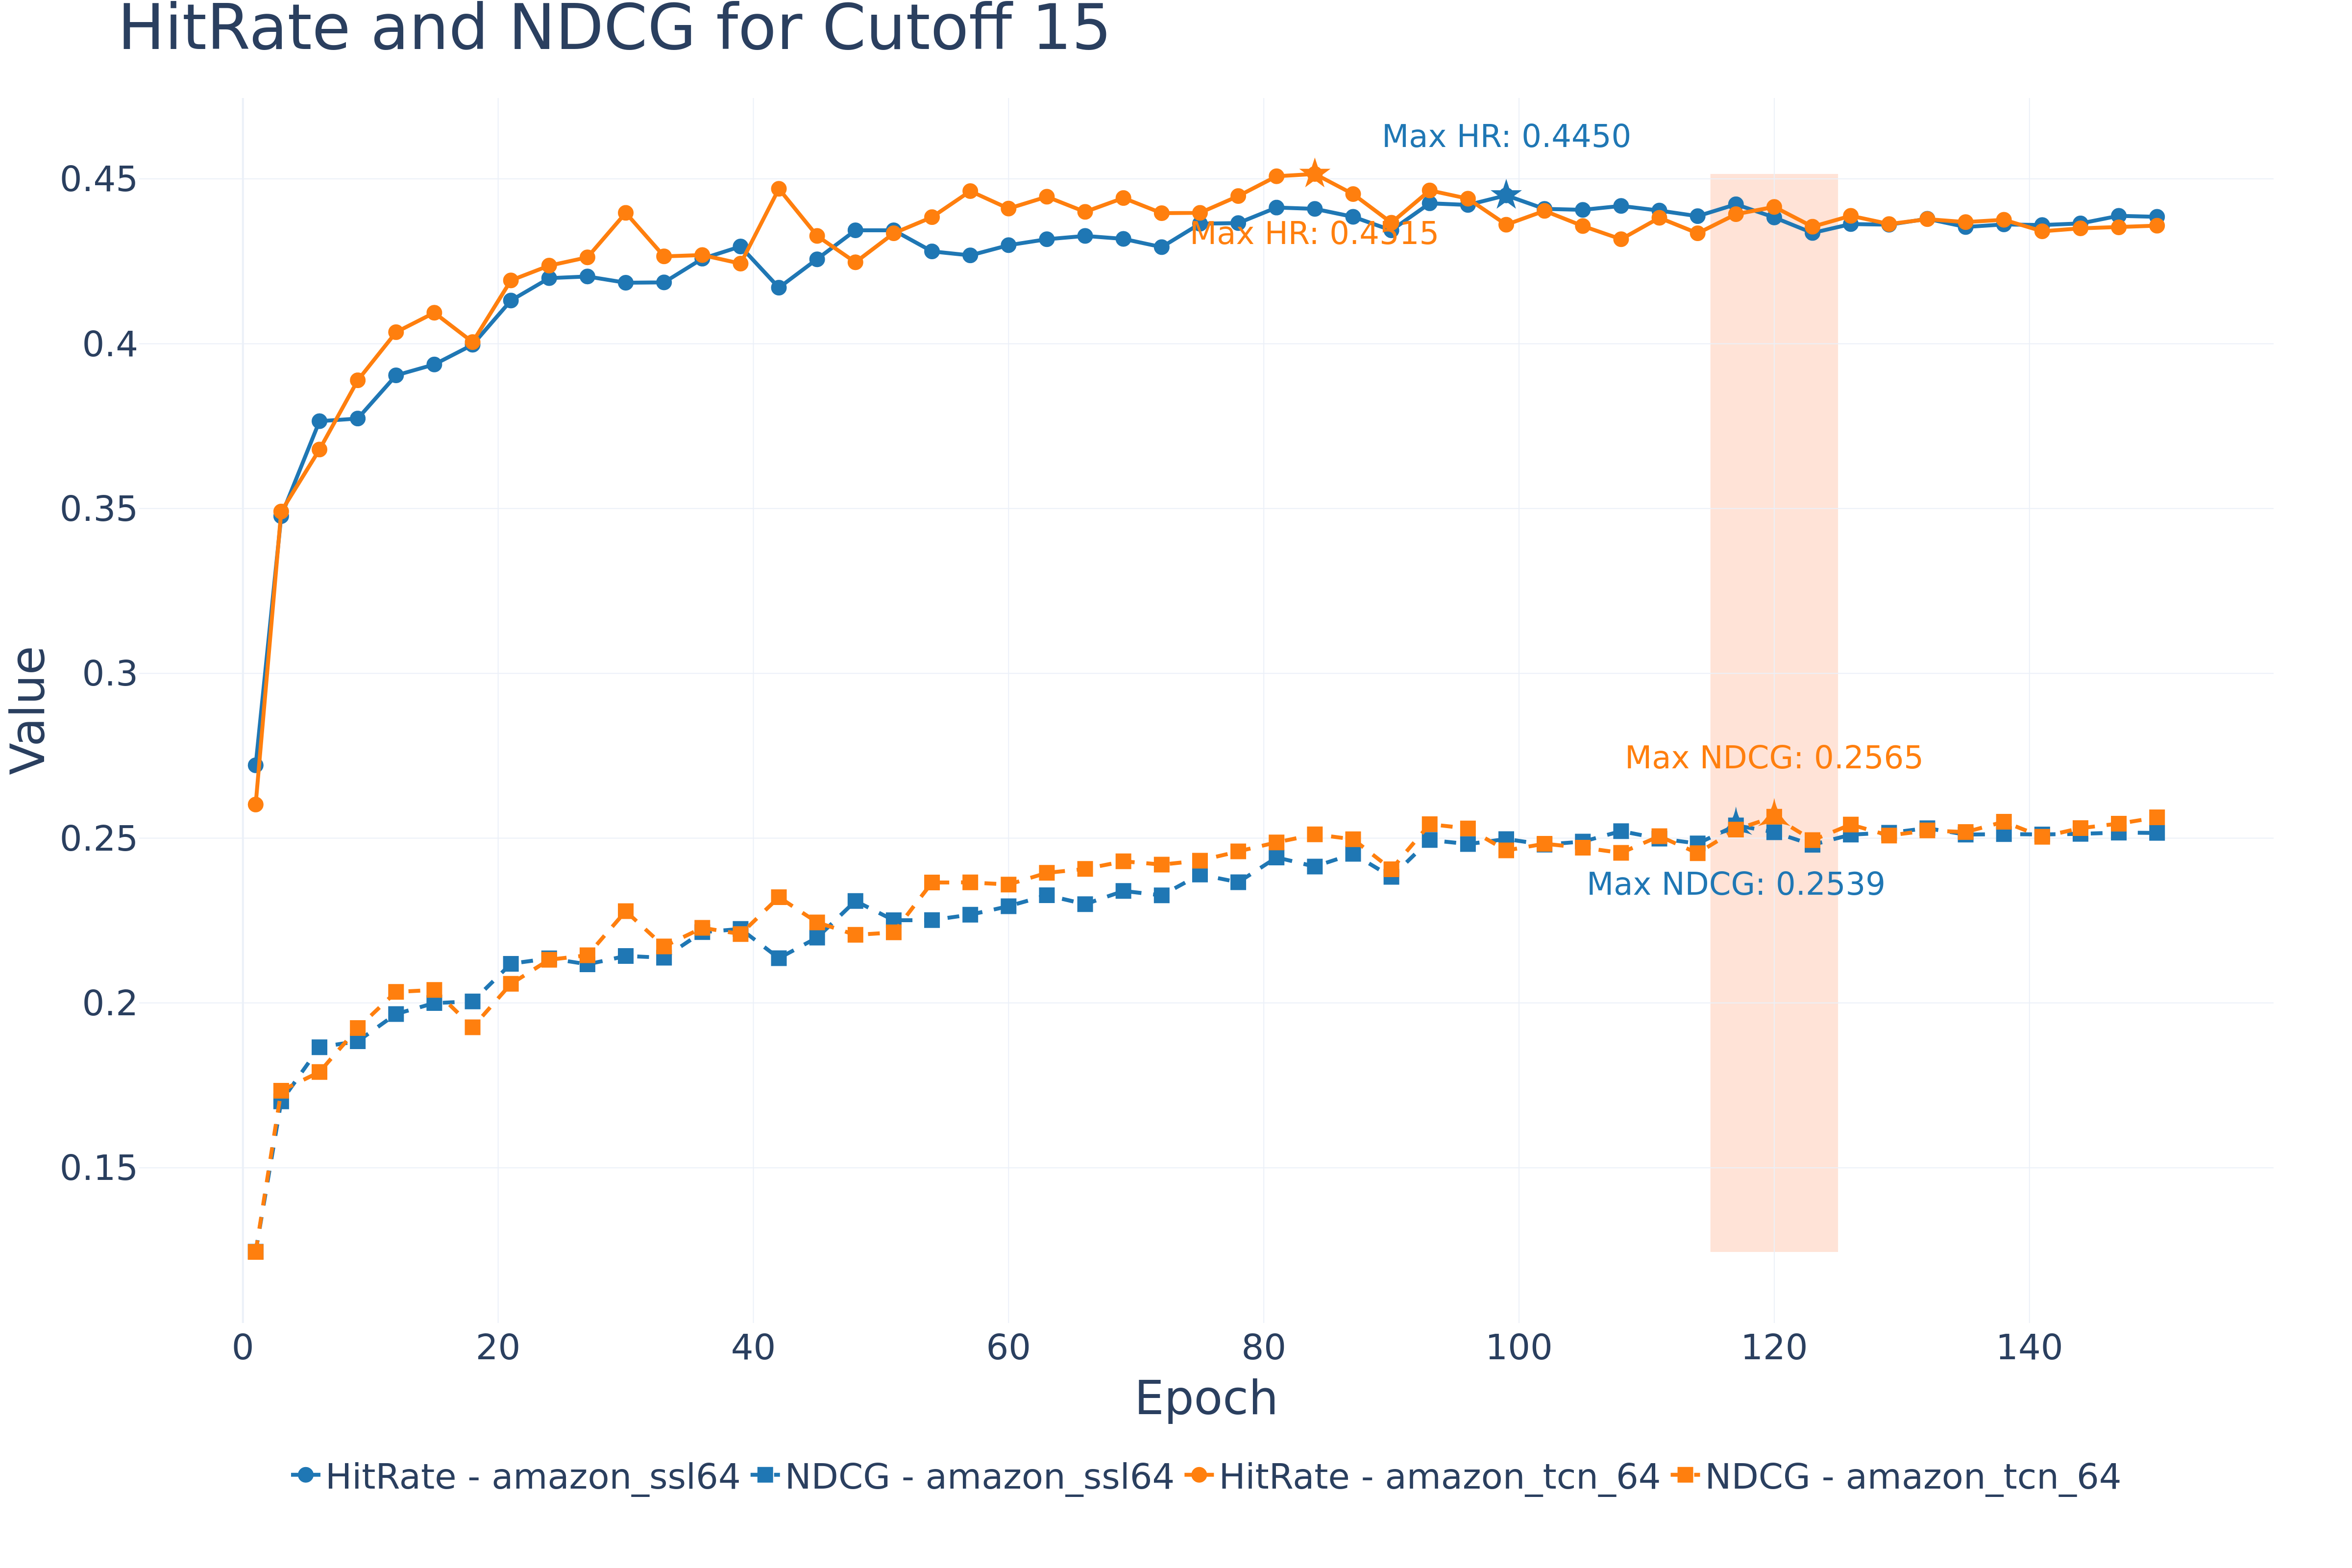 HitRate and NDCG for Cutoff 15
Max HR: 0.4450
0.45
Max HR: 0.4515
0.4
0.35
0.3
Value
Max NDCG: 0.2565
0.25
Max NDCG: 0.2539
0.2
0.15
0 20 40 60 80 100 120 140
Epoch
HitRate - amazon_ssl64 NDCG - amazon_ssl64 HitRate - amazon_tcn_64 NDCG - amazon_tcn_64